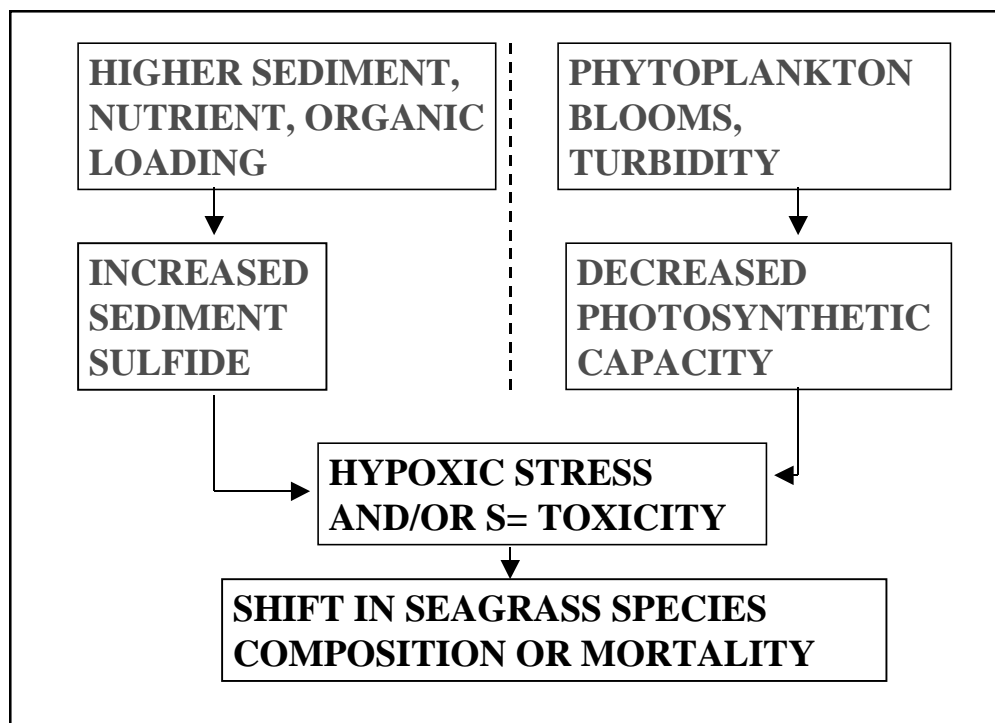 HIGHER SEDIMENT,
NUTRIENT, ORGANIC
LOADING
PHYTOPLANKTON
BLOOMS,
TURBIDITY
INCREASED
SEDIMENT
SULFIDE
DECREASED
PHOTOSYNTHETIC
CAPACITY
HYPOXIC STRESS
AND/OR S= TOXICITY
SHIFT IN SEAGRASS SPECIES
COMPOSITION OR MORTALITY